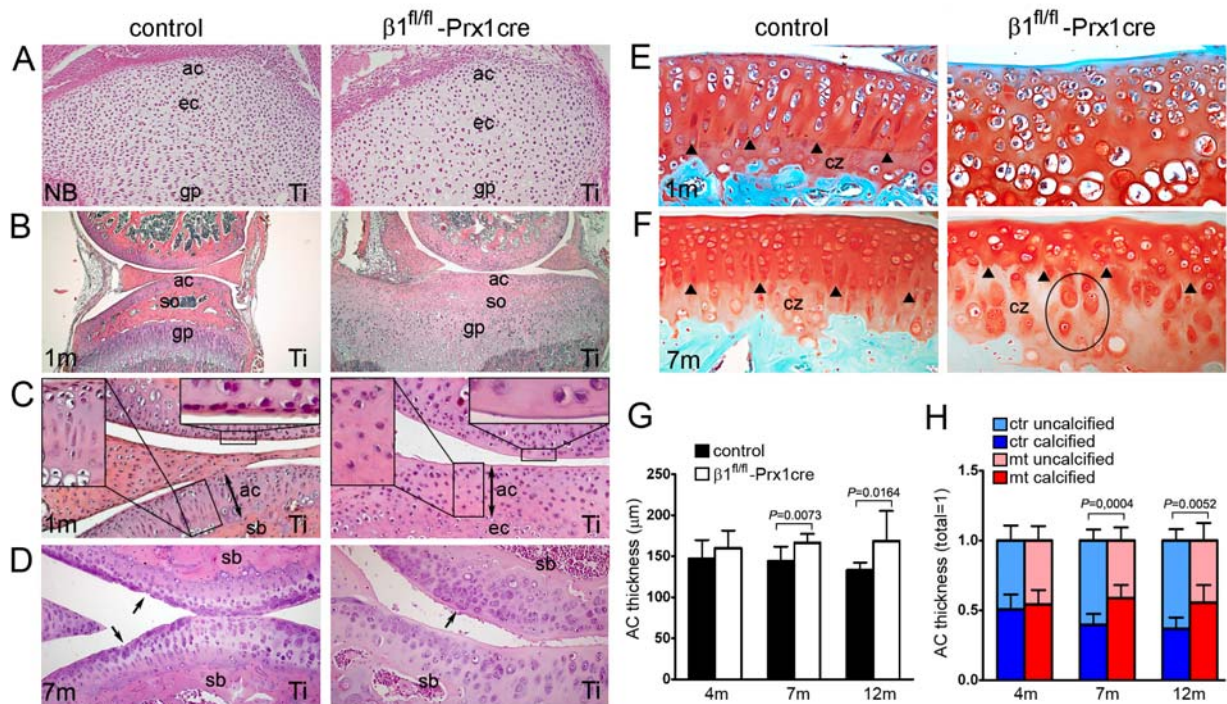 control
β1fl/fl-Prx1cre
A
ac
ec
gp
NB
Ti
ac
ec
gp
Ti
B
ac
so
gp
1m
Ti
ac
so
gp
Ti
C
ac
sb
1m
Ti
ac
ec
Ti
D
sb
sb
7m
Ti
sb
sb
Ti
control
β1fl/fl-Prx1cre
E
cz
1m
F
cz
7m
cz
G
control
β1fl/fl-Prx1cre
AC thickness (μm)
250
200
150
100
50
0
P=0.0073
P=0.0164
4m
7m
12m
H
ctr uncalcified
ctr calcified
mt uncalcified
mt calcified
AC thickness (total=1)
1.5
1.0
0.5
0
P=0,0004
P=0.0052
4m
7m
12m